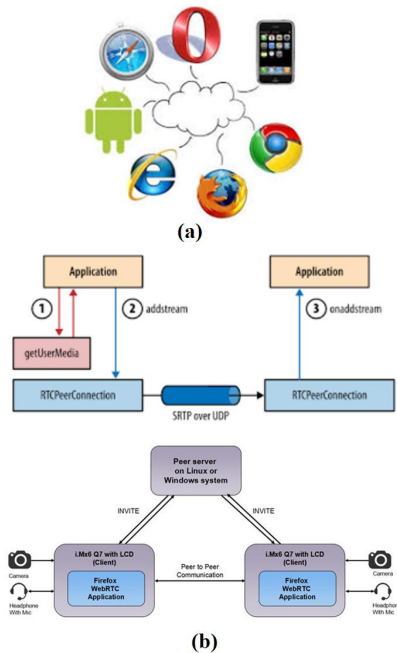 (a)
Application
Application
1
2 addstream
3 onaddstream
getUserMedia
RTCPeerConnection
RTCPeerConnection
SRTP over UDP
Peer server
on Linux or
Windows system
INVITE
INVITE
i.Mx6 Q7 with LCD
(Client)
i.Mx6 Q7 with LCD
(Client)
Camera
Peer to Peer
Communication
Camera
Firefox
WebRTC
Application
Firefox
WebRTC
Application
Headphone
With Mic
Headphor
With Mic
(b)